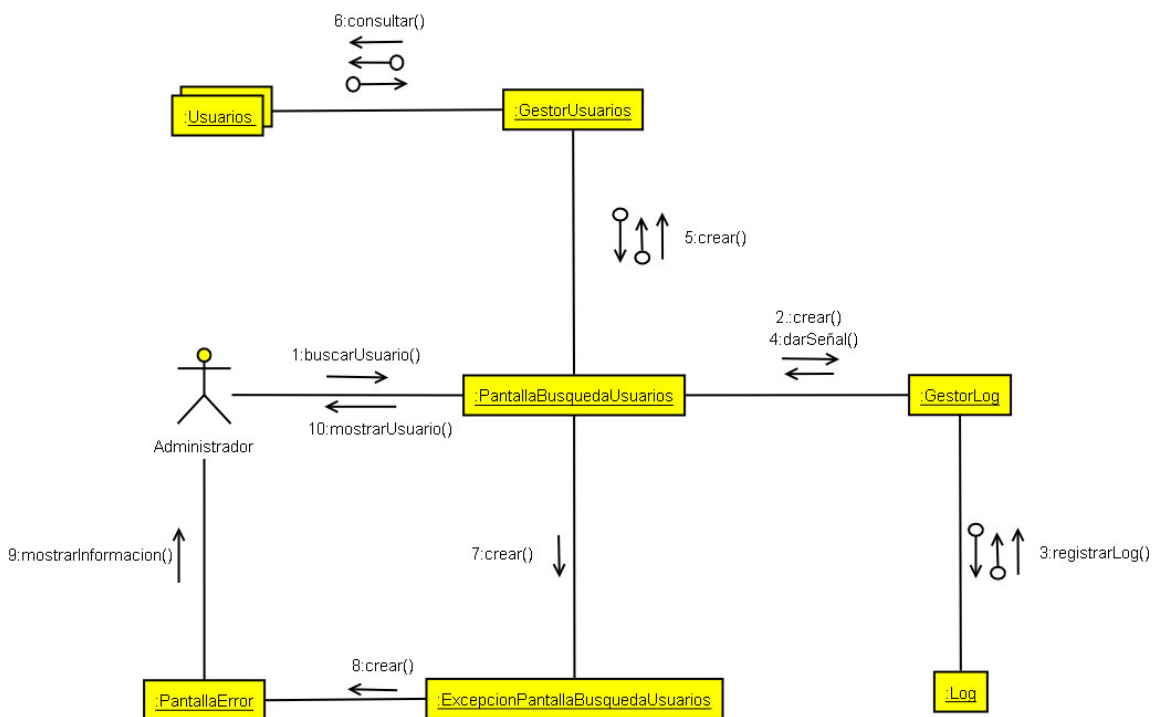 6:consultar()
:Usuarios
:GestorUsuarios
5:crear()
2.:crear()
4:darSeñal()
1:buscarUsuario()
:PantallaBusquedaUsuarios
:GestorLog
10:mostrarUsuario()
Administrador
9:mostrarInformacion()
7:crear()
3:registrarLog()
8:crear()
:PantallaError
:ExcepcionPantallaBusquedaUsuarios
:Log